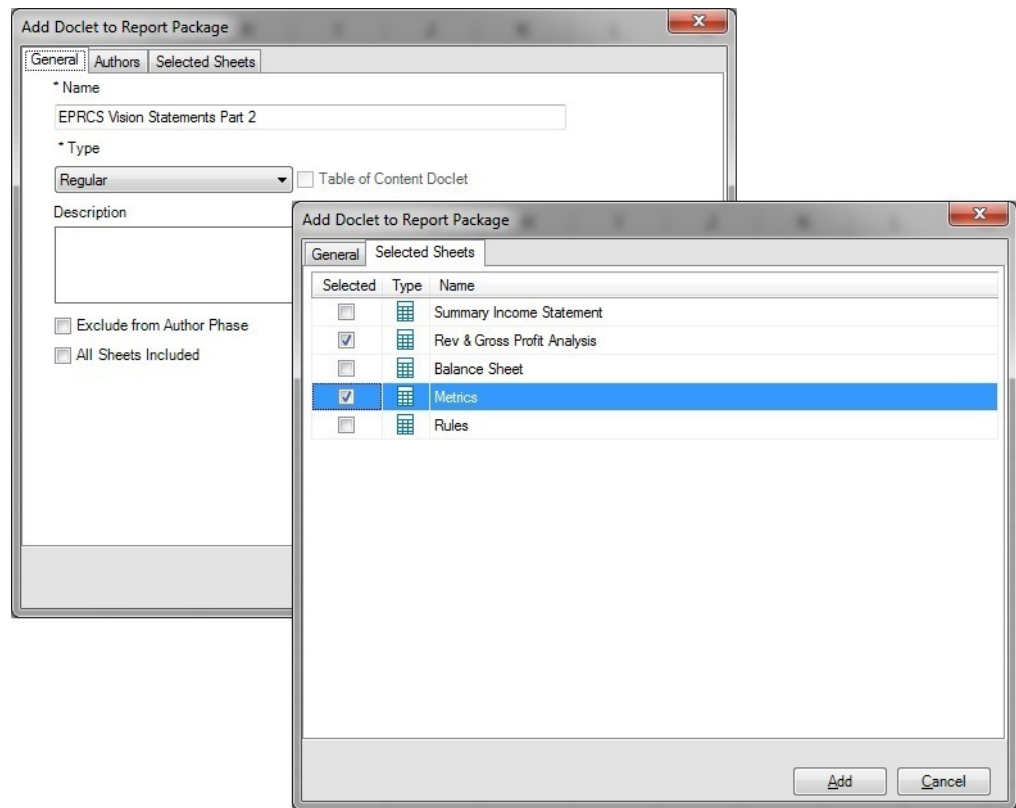 Add Doclet to Report Package
General Authors Selected Sheets
* Name
EPRCS Vision Statements Part 2
* Type
Regular Table of Content Doclet
Description
Exclude from Author Phase
All Sheets Included
Add Doclet to Report Package
General Selected Sheets
Selected Type Name
Summary Income Statement
Rev & Gross Profit Analysis
Balance Sheet
Metrics
Rules
Add Cancel